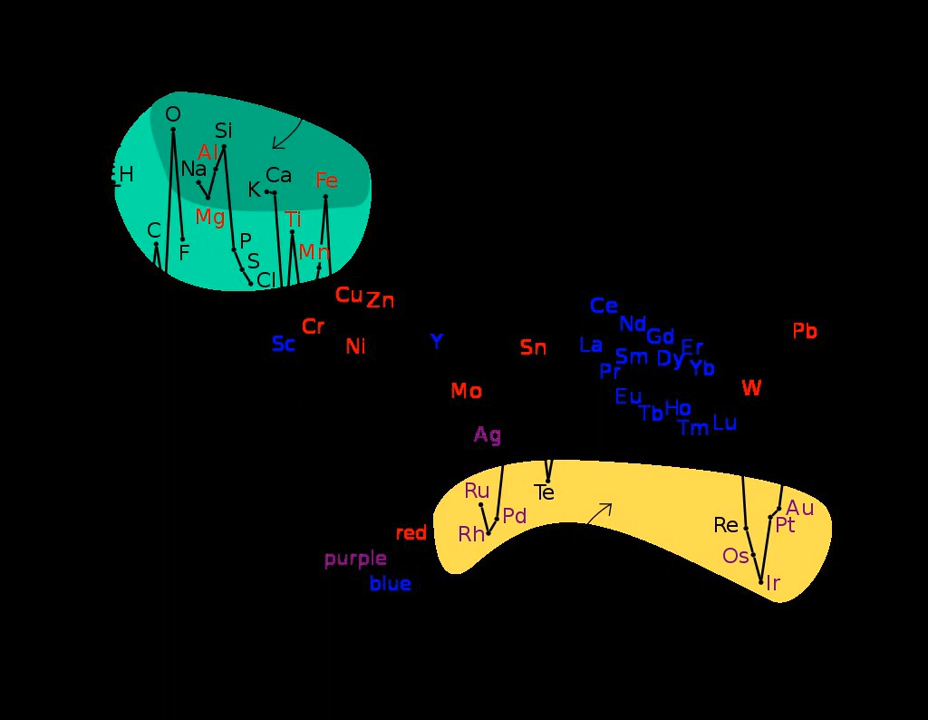 O
Si
Al
Na
H
Ca
K
Fe
Mg
Ti
C
P
F
Mn
S
Cl
Cu
Zn
Ce
Nd
Cr
Pb
Gd
Sc
Ni
Y
Sn
La
Er
Sm
Dy
Yb
Pr
Mo
W
Eu
Tb
Ho
Tm
Lu
Ag
Ru
Te
Pd
Au
Rh
Re
Pt
red
Os
purple
Ir
blue